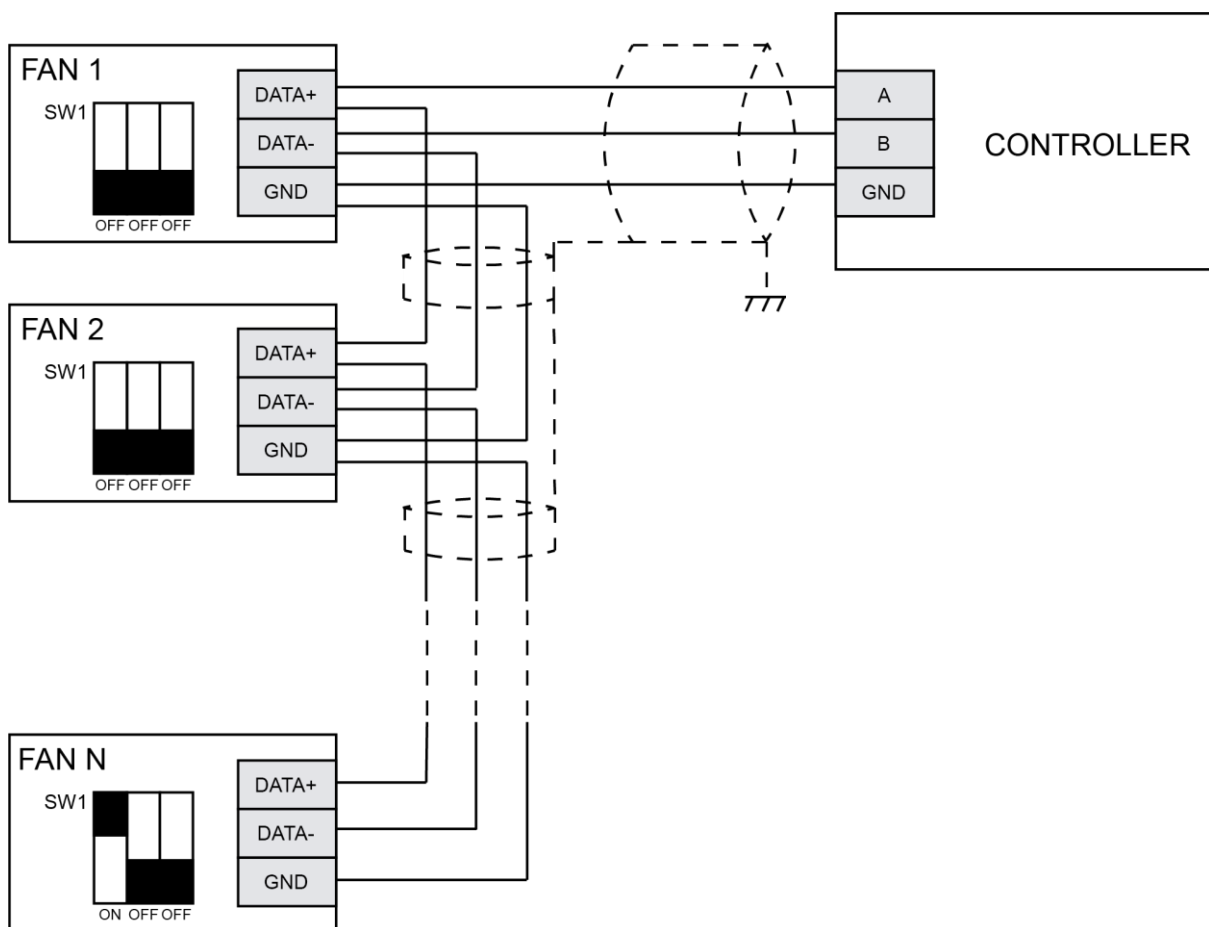 FAN 1
SW1
OFF OFF OFF
DATA+
DATA-
GND
A
B
GND
CONTROLLER
FAN 2
SW1
OFF OFF OFF
DATA+
DATA-
GND
FAN N
SW1
ON OFF OFF
DATA+
DATA-
GND